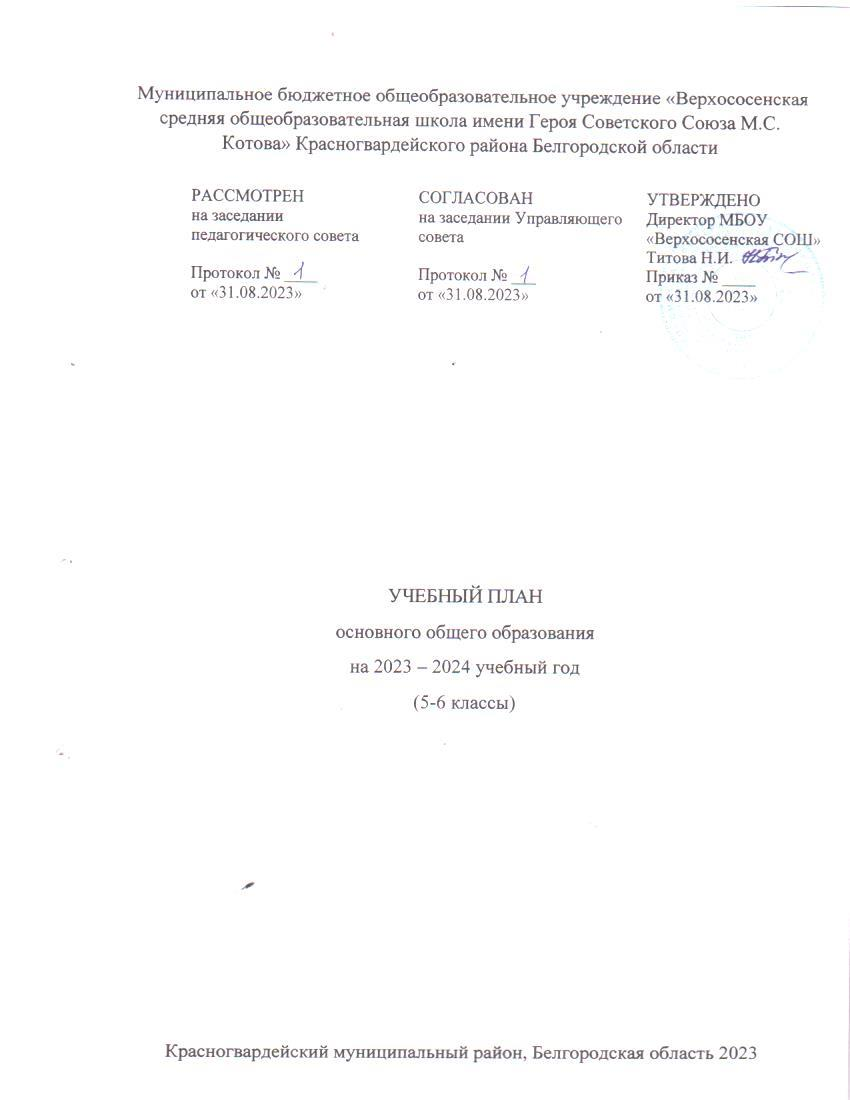 Муниципальное бюджетное общеобразовательное учреждение «Верхососенская
средняя общеобразовательная школа имени Героя Советского Союза М.С.
Котова» Красногвардейского района Белгородской области
РАССМОТРЕН
на заседании
педагогического совета
Протокол № 1
от «31.08.2023»
СОГЛАСОВАН
на заседании Управляющего
совета
Протокол № 1
от «31.08.2023»
УТВЕРЖДЕНО
Директор МБОУ
«Верхососенская СОШ»
Титова Н.И.
Приказ № ____
от «31.08.2023»
УЧЕБНЫЙ ПЛАН
основного общего образования
на 2023 – 2024 учебный год
(5-6 классы)
Красногвардейский муниципальный район, Белгородская область 2023